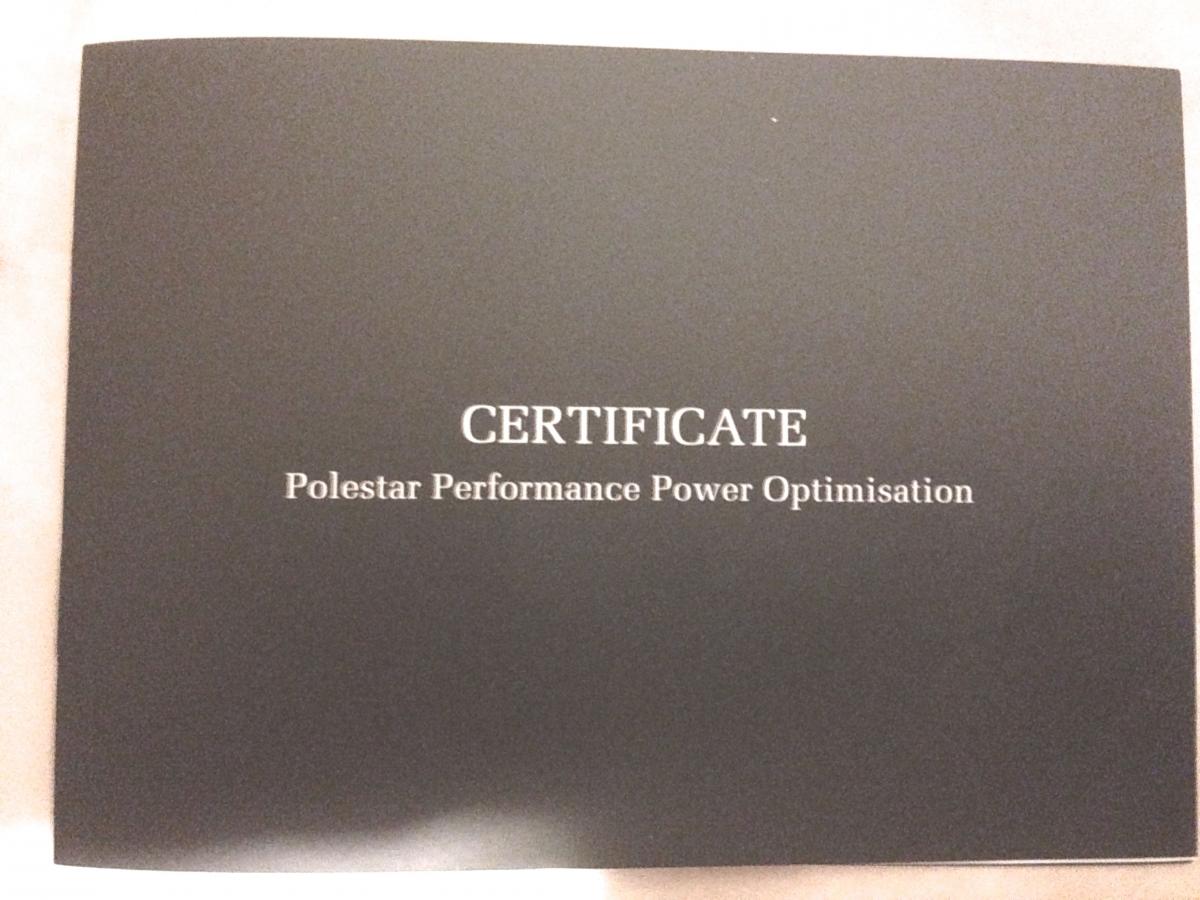 CERTIFICATE
Polestar Performance Power Optimisation